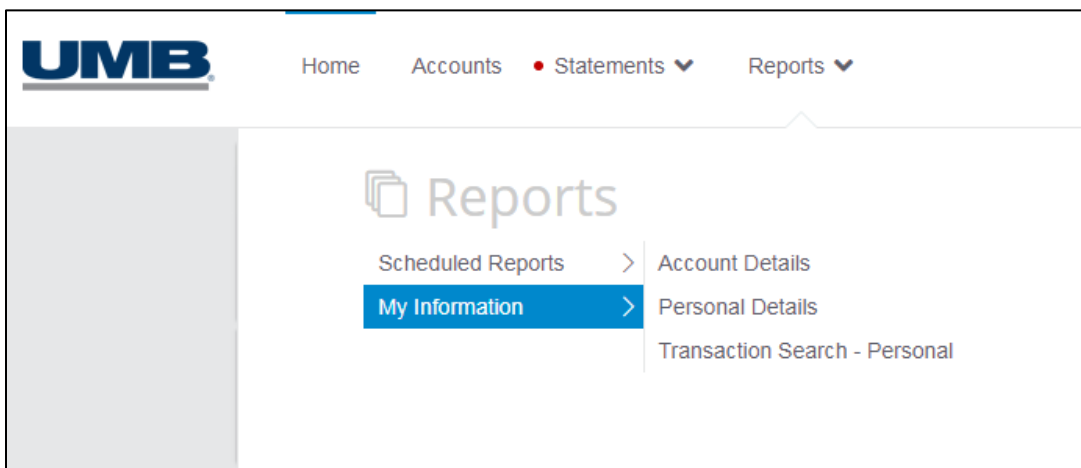 UMB® Home Accounts Statements Reports
Reports
Scheduled Reports Account Details
My Information Personal Details
Transaction Search - Personal